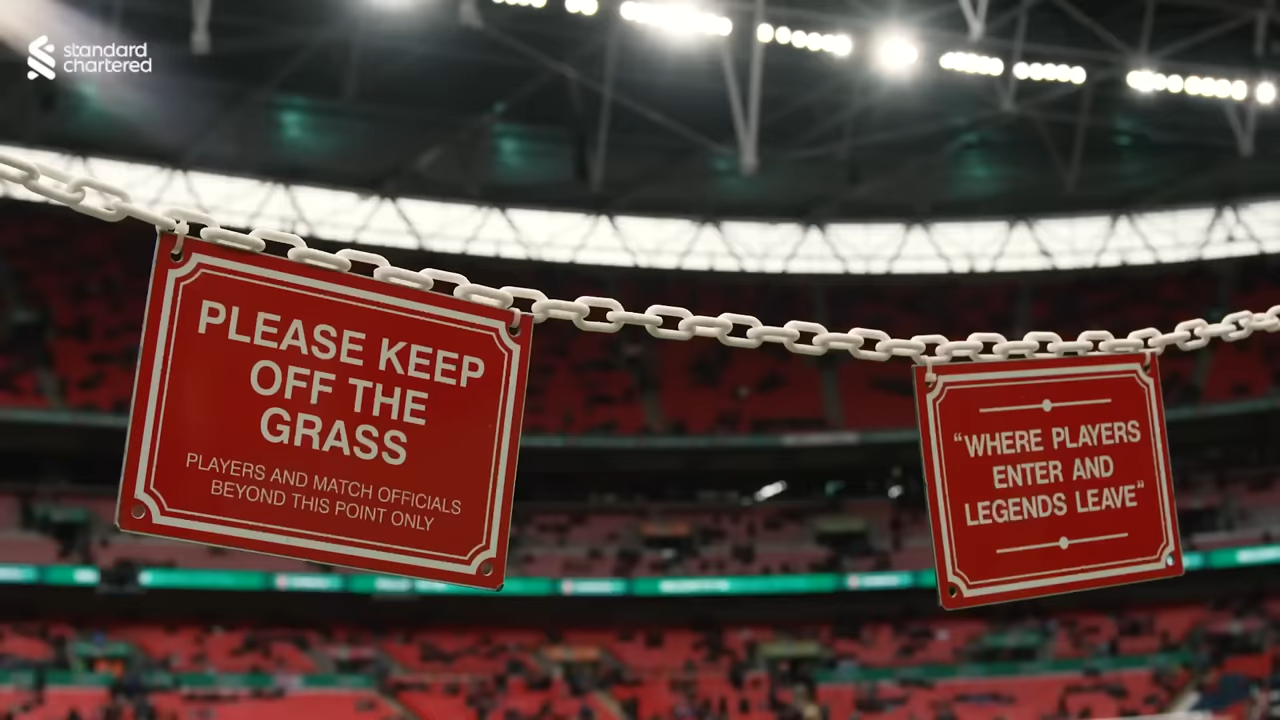 standard
chartered
PLEASE KEEP
OFF THE
GRASS
PLAYERS AND MATCH OFFICIALS
BEYOND THIS POINT ONLY
“WHERE PLAYERS
ENTER AND
LEGENDS LEAVE”